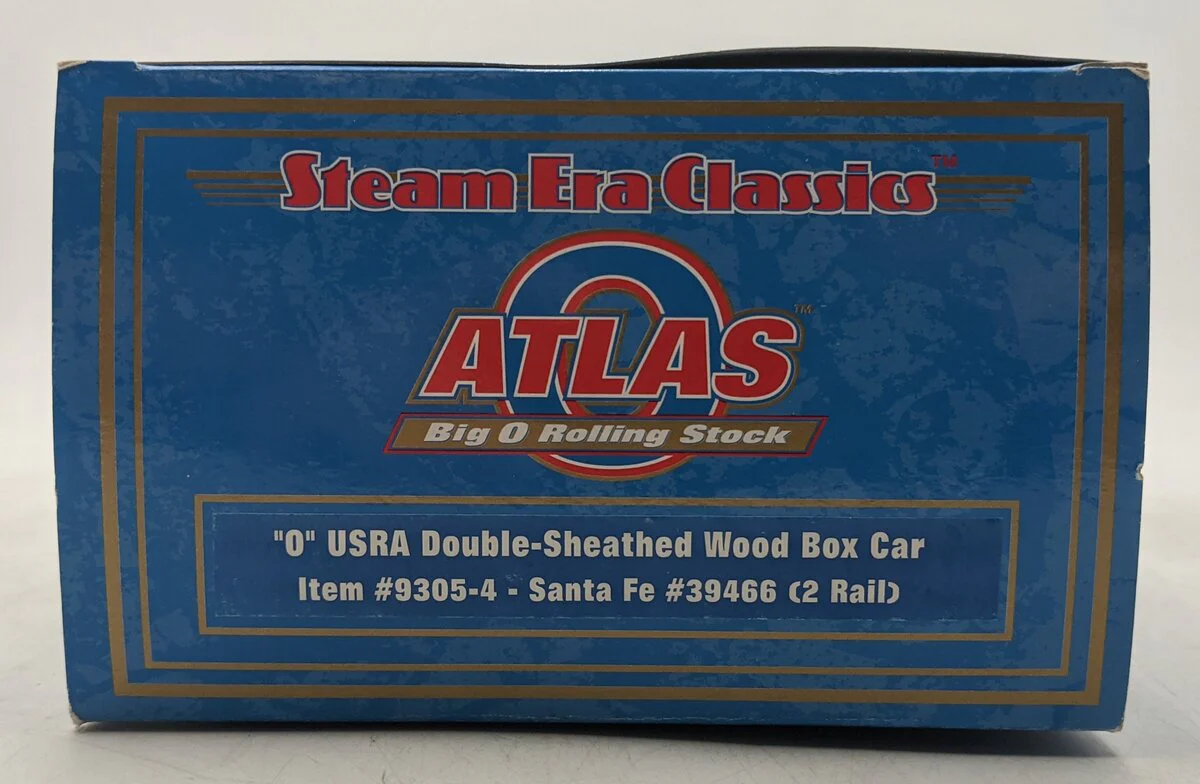 Steam Era Classics™
ATLAS™
O
Big O Rolling Stock
"O" USRA Double-Sheathed Wood Box Car
Item #9305-4 - Santa Fe #39466 (2 Rail)